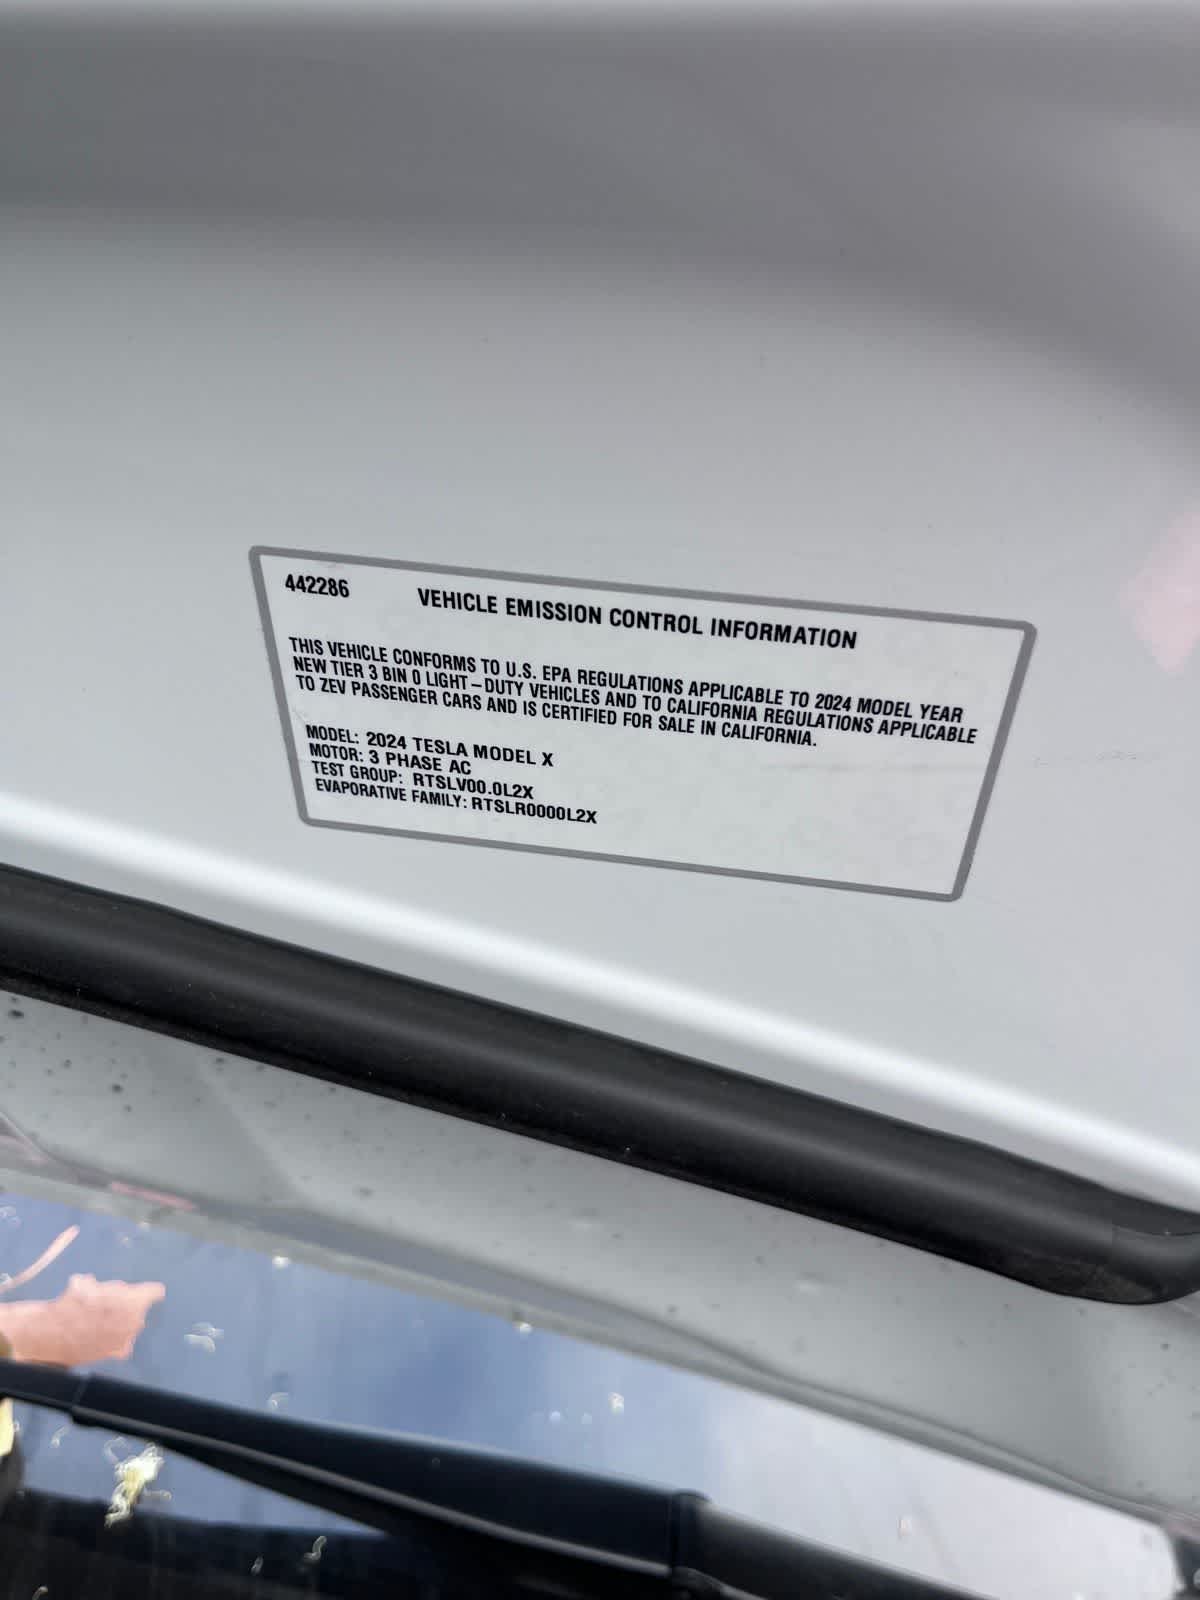 442286 VEHICLE EMISSION CONTROL INFORMATION
THIS VEHICLE CONFORMS TO U.S. EPA REGULATIONS APPLICABLE TO 2024 MODEL YEAR
NEW TIER 3 BIN 0 LIGHT-DUTY VEHICLES AND TO CALIFORNIA REGULATIONS APPLICABLE
TO ZEV PASSENGER CARS AND IS CERTIFIED FOR SALE IN CALIFORNIA.
MODEL: 2024 TESLA MODEL X
MOTOR: 3 PHASE AC
TEST GROUP: RTSLV00.0L2X
EVAPORATIVE FAMILY: RTSLR0000L2X